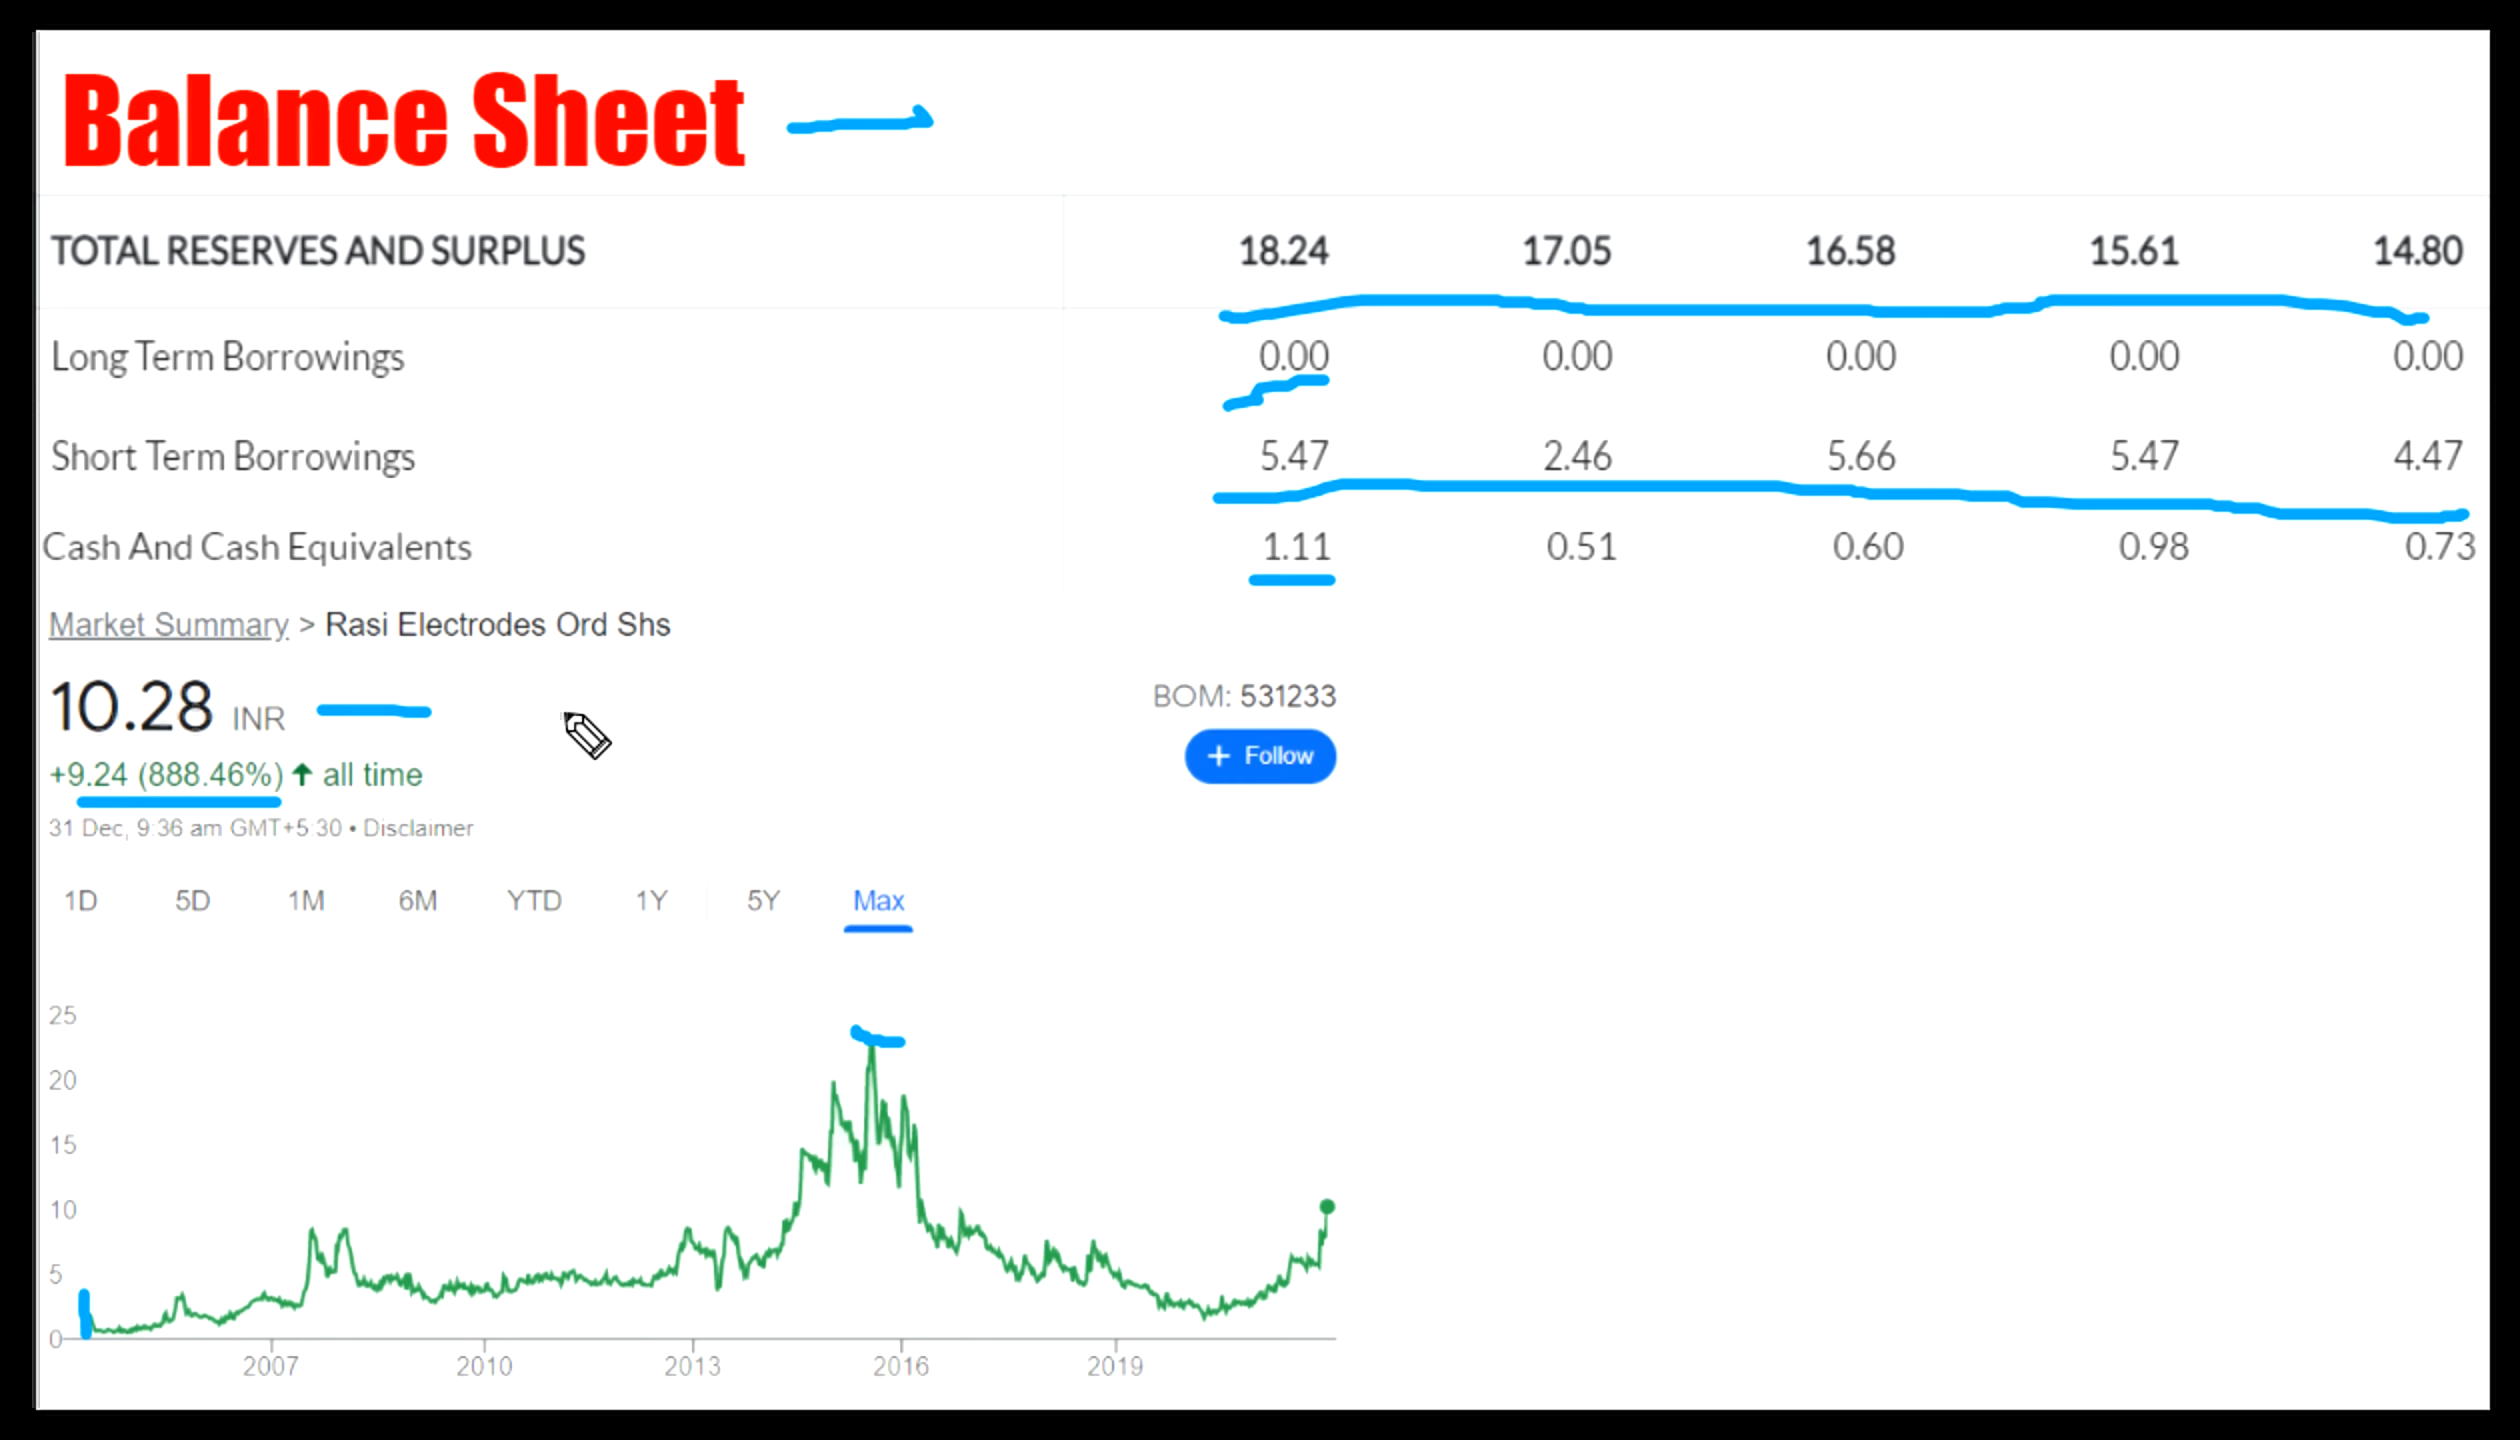 Balance Sheet
TOTAL RESERVES AND SURPLUS 18.24 17.05 16.58 15.61 14.80
Long Term Borrowings 0.00 0.00 0.00 0.00 0.00
Short Term Borrowings 5.47 2.46 5.66 5.47 4.47
Cash And Cash Equivalents 1.11 0.51 0.60 0.98 0.73
Market Summary > Rasi Electrodes Ord Shs
10.28 INR
BOM: 531233
+ Follow
+9.24 (888.46%) ↑ all time
31 Dec, 9:36 am GMT+5:30 • Disclaimer
1D 5D 1M 6M YTD 1Y 5Y Max
25
20
15
10
5
0
2007 2010 2013 2016 2019